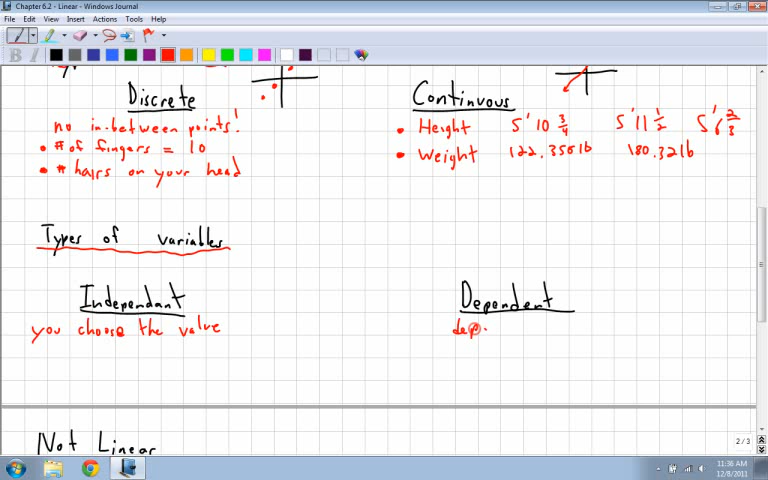 Chapter 6.2 - Linear - Windows Journal
File Edit View Insert Actions Tools Help
B I
Discrete
no in-between points!
• # of fingers = 10
• # hairs on your head
Continuous
• Height 5'10 3/4 5'11 1/2 5'6 2/3
• Weight 122.356 lb 180.32 lb
Types of variables
Independant
you choose the value
Dependent
dep.
Not Linear
2 / 3
11:36 AM
12/8/2011